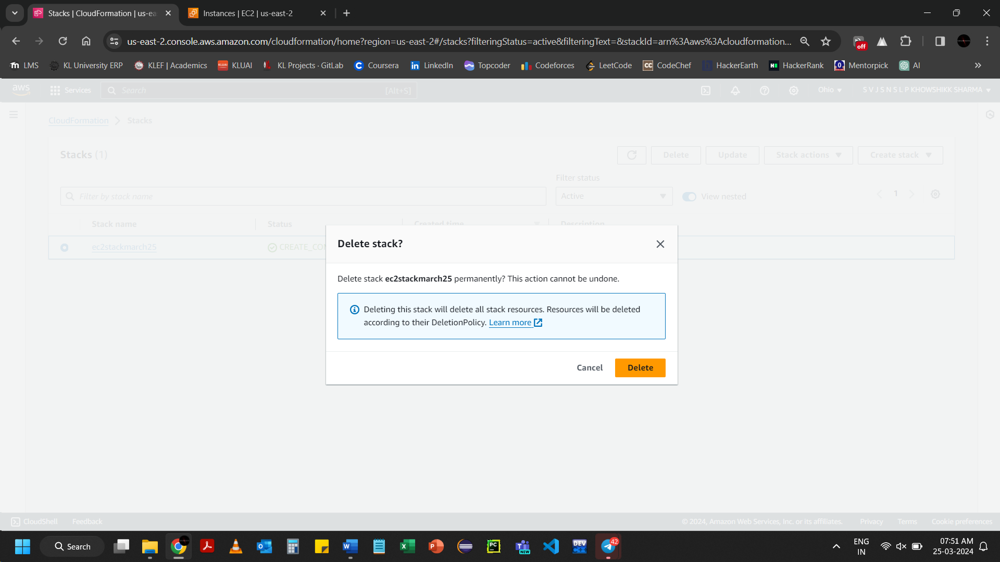 Stacks | CloudFormation | us-ea
Instances | EC2 | us-east-2
us-east-2.console.aws.amazon.com/cloudformation/home?region=us-east-2#/stacks?filteringStatus=active&filteringText=&stackId=arn%3Aaws%3Acloudformation...
off
LMS
KL University ERP
KLEF | Academics
KLUAI
KL Projects · GitLab
Coursera
LinkedIn
Topcoder
Codeforces
LeetCode
CodeChef
HackerEarth
HackerRank
Mentorpick
AI
aws
Services
Search
[Alt+S]
Ohio
S V J S N S L P KHOWSHIKK SHARMA
CloudFormation
Stacks
Stacks (1)
Delete
Update
Stack actions
Create stack
Filter status
Filter by stack name
Active
View nested
1
Stack name
Status
Created time
Description
ec2stackmarch25
Delete stack?
Delete stack ec2stackmarch25 permanently? This action cannot be undone.
Deleting this stack will delete all stack resources. Resources will be deleted
according to their DeletionPolicy. Learn more
Cancel
Delete
CloudShell
Feedback
© 2024, Amazon Web Services, Inc. or its affiliates.
Privacy
Terms
Cookie preferences
Search
NEW
42
ENG
IN
07:51 AM
25-03-2024